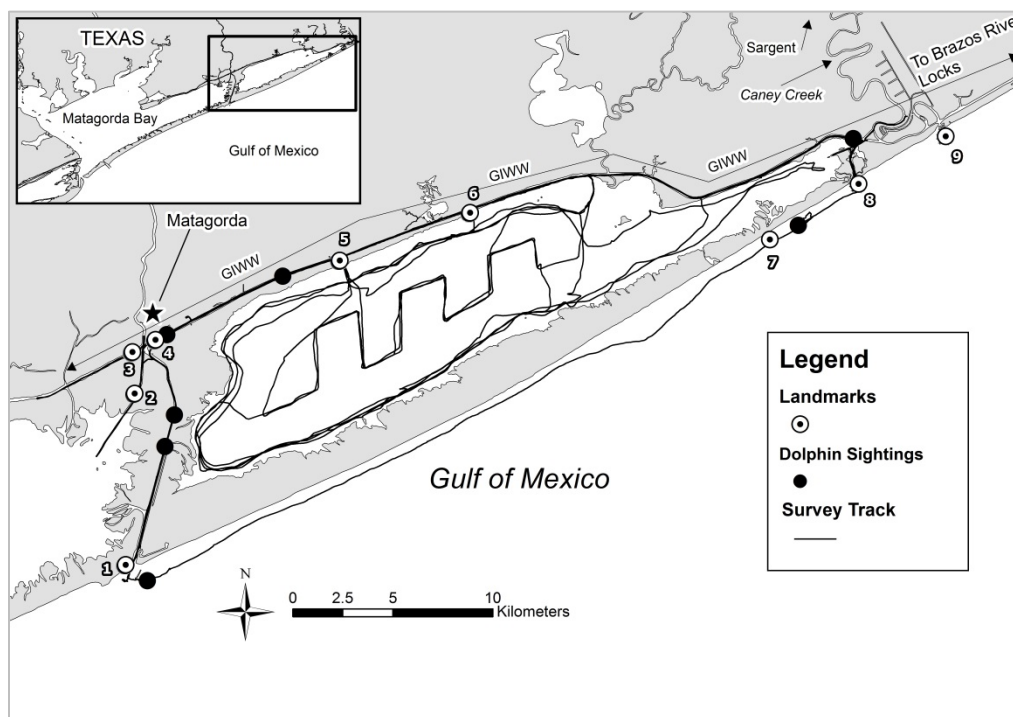 TEXAS
Matagorda Bay
Gulf of Mexico
Sargent
Caney Creek
To Brazos River
Locks
9
GIWW
GIWW
8
6
Matagorda
5
7
GIWW
4
3
2
Legend
Landmarks
Dolphin Sightings
Survey Track
Gulf of Mexico
1
N
0 2.5 5 10
Kilometers